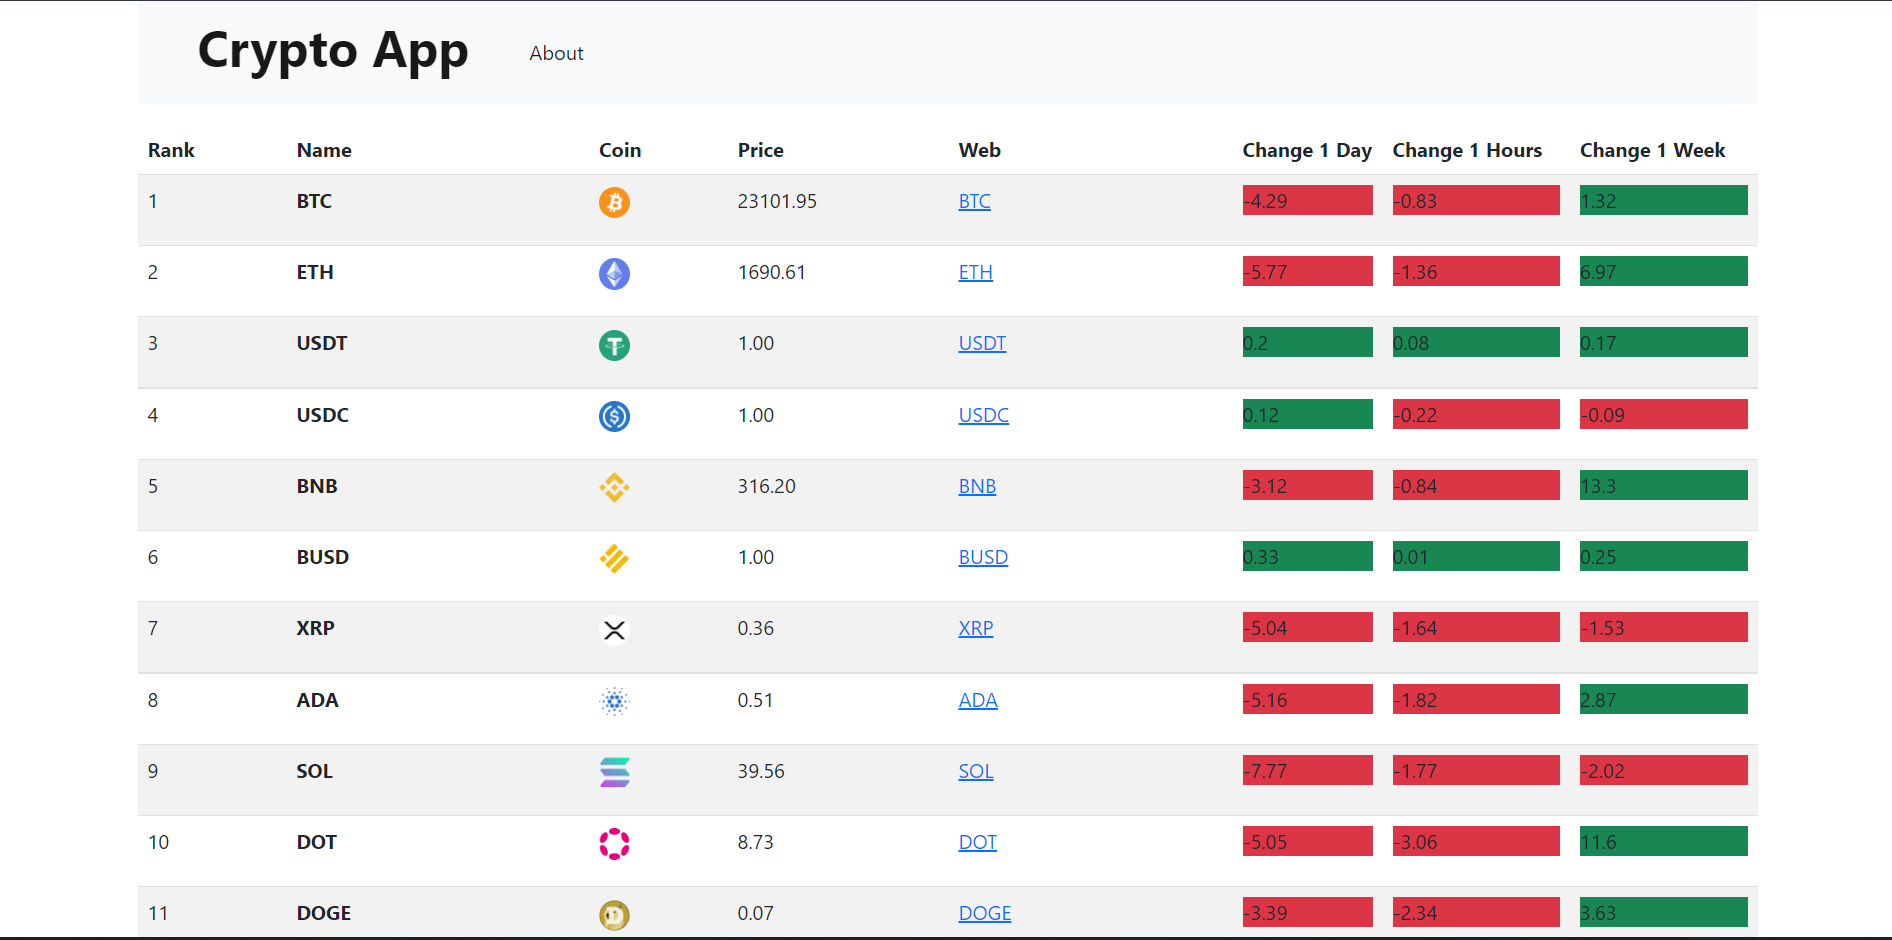 Crypto App About
Rank Name Coin Price Web Change 1 Day Change 1 Hours Change 1 Week
1 BTC 23101.95 BTC -4.29 -0.83 1.32
2 ETH 1690.61 ETH -5.77 -1.36 6.97
3 USDT 1.00 USDT 0.2 0.08 0.17
4 USDC 1.00 USDC 0.12 -0.22 -0.09
5 BNB 316.20 BNB -3.12 -0.84 13.3
6 BUSD 1.00 BUSD 0.33 0.01 0.25
7 XRP 0.36 XRP -5.04 -1.64 -1.53
8 ADA 0.51 ADA -5.16 -1.82 2.87
9 SOL 39.56 SOL -7.77 -1.77 -2.02
10 DOT 8.73 DOT -5.05 -3.06 11.6
11 DOGE 0.07 DOGE -3.39 -2.34 3.63